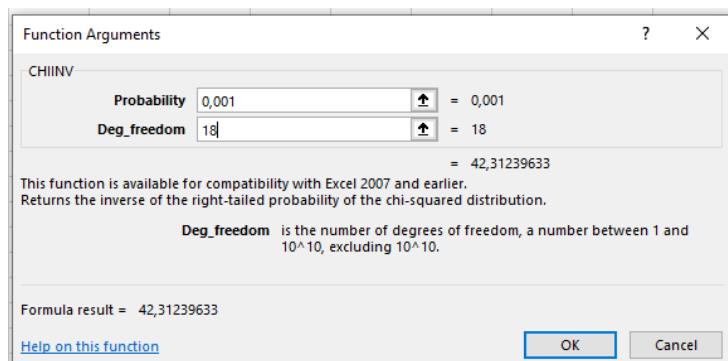 Function Arguments ? ×
CHIINV
Probability 0,001 = 0,001
Deg_freedom 18 = 18
= 42,31239633
This function is available for compatibility with Excel 2007 and earlier.
Returns the inverse of the right-tailed probability of the chi-squared distribution.
Deg_freedom is the number of degrees of freedom, a number between 1 and
10^10, excluding 10^10.
Formula result = 42,31239633
Help on this function OK Cancel